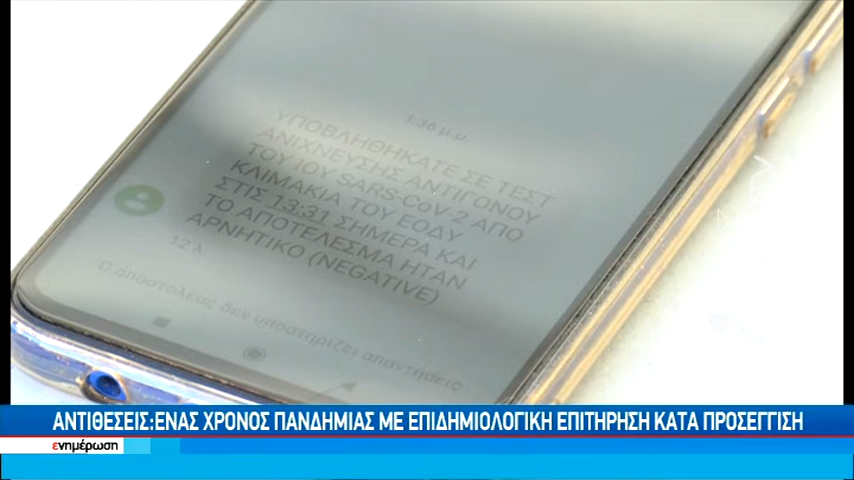 1:36 μ.μ.
ΥΠΟΒΛΗΘΗΚΑΤΕ ΣΕ ΤΕΣΤ
ΑΝΙΧΝΕΥΣΗΣ ΑΝΤΙΓΟΝΟΥ
ΤΟΥ ΙΟΥ SARS-CoV-2 ΑΠΟ
ΚΛΙΜΑΚΙΑ ΤΟΥ ΕΟΔΥ
ΣΤΙΣ 13:31 ΣΗΜΕΡΑ ΚΑΙ
ΤΟ ΑΠΟΤΕΛΕΣΜΑ ΗΤΑΝ
ΑΡΝΗΤΙΚΟ (NEGATIVE)
12 λ
Ο αποστολέας δεν υποστηρίζει απαντήσεις
ΑΝΤΙΘΕΣΕΙΣ:ΕΝΑΣ ΧΡΟΝΟΣ ΠΑΝΔΗΜΙΑΣ ΜΕ ΕΠΙΔΗΜΙΟΛΟΓΙΚΗ ΕΠΙΤΗΡΗΣΗ ΚΑΤΑ ΠΡΟΣΕΓΓΙΣΗ
ενημέρωση